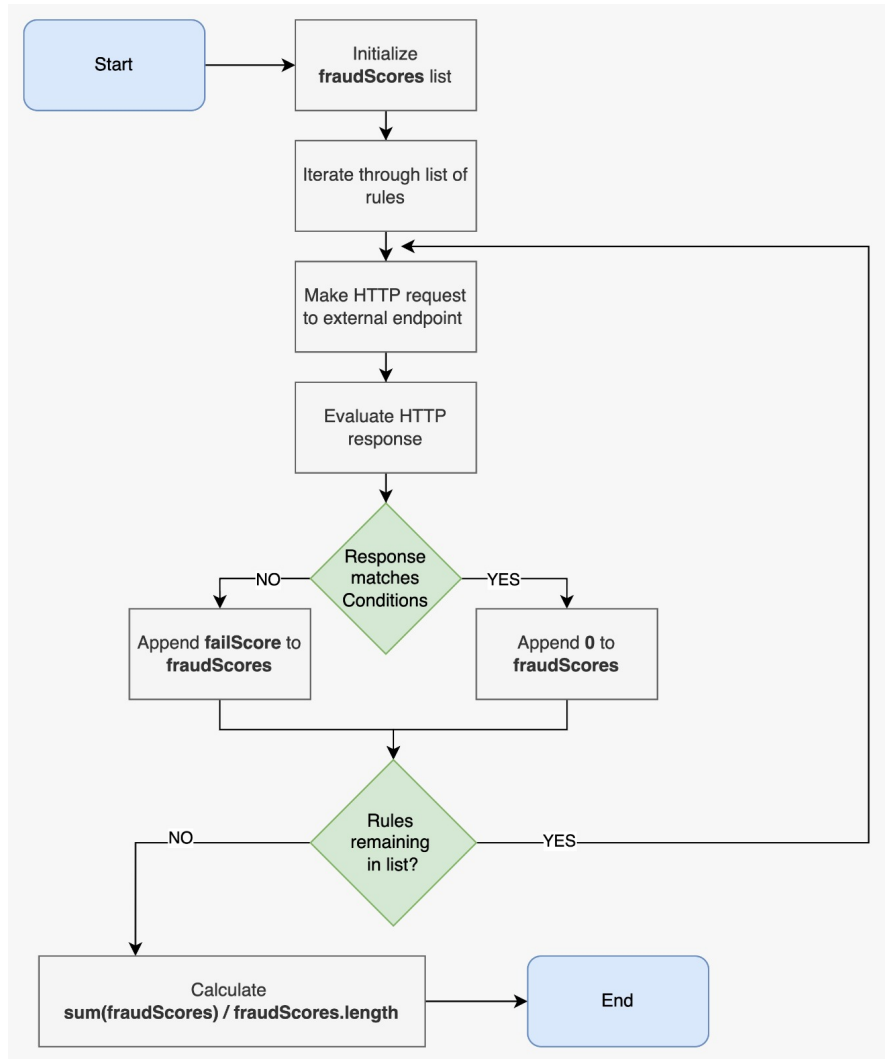 Start
Initialize
fraudScores list
Iterate through list of
rules
Make HTTP request
to external endpoint
Evaluate HTTP
response
Response
matches
Conditions
NO
YES
Append failScore to
fraudScores
Append 0 to
fraudScores
Rules
remaining
in list?
NO
YES
Calculate
sum(fraudScores) / fraudScores.length
End